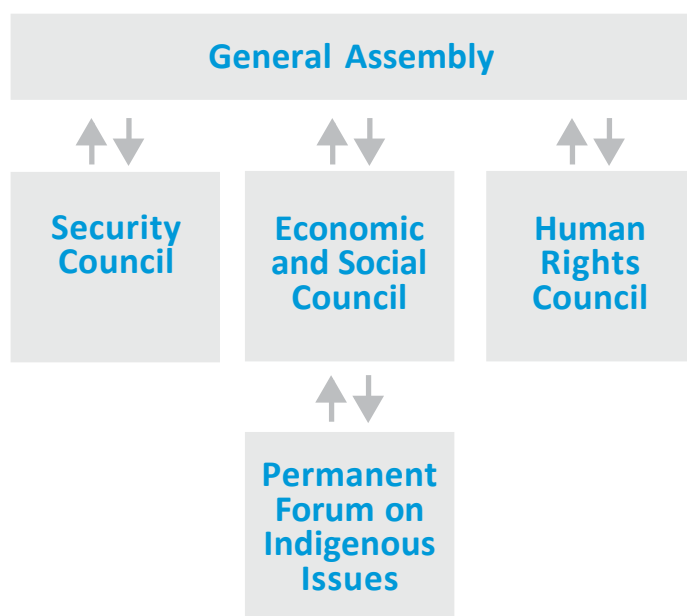 General Assembly
Security
Council
Economic
and Social
Council
Human
Rights
Council
Permanent
Forum on
Indigenous
Issues